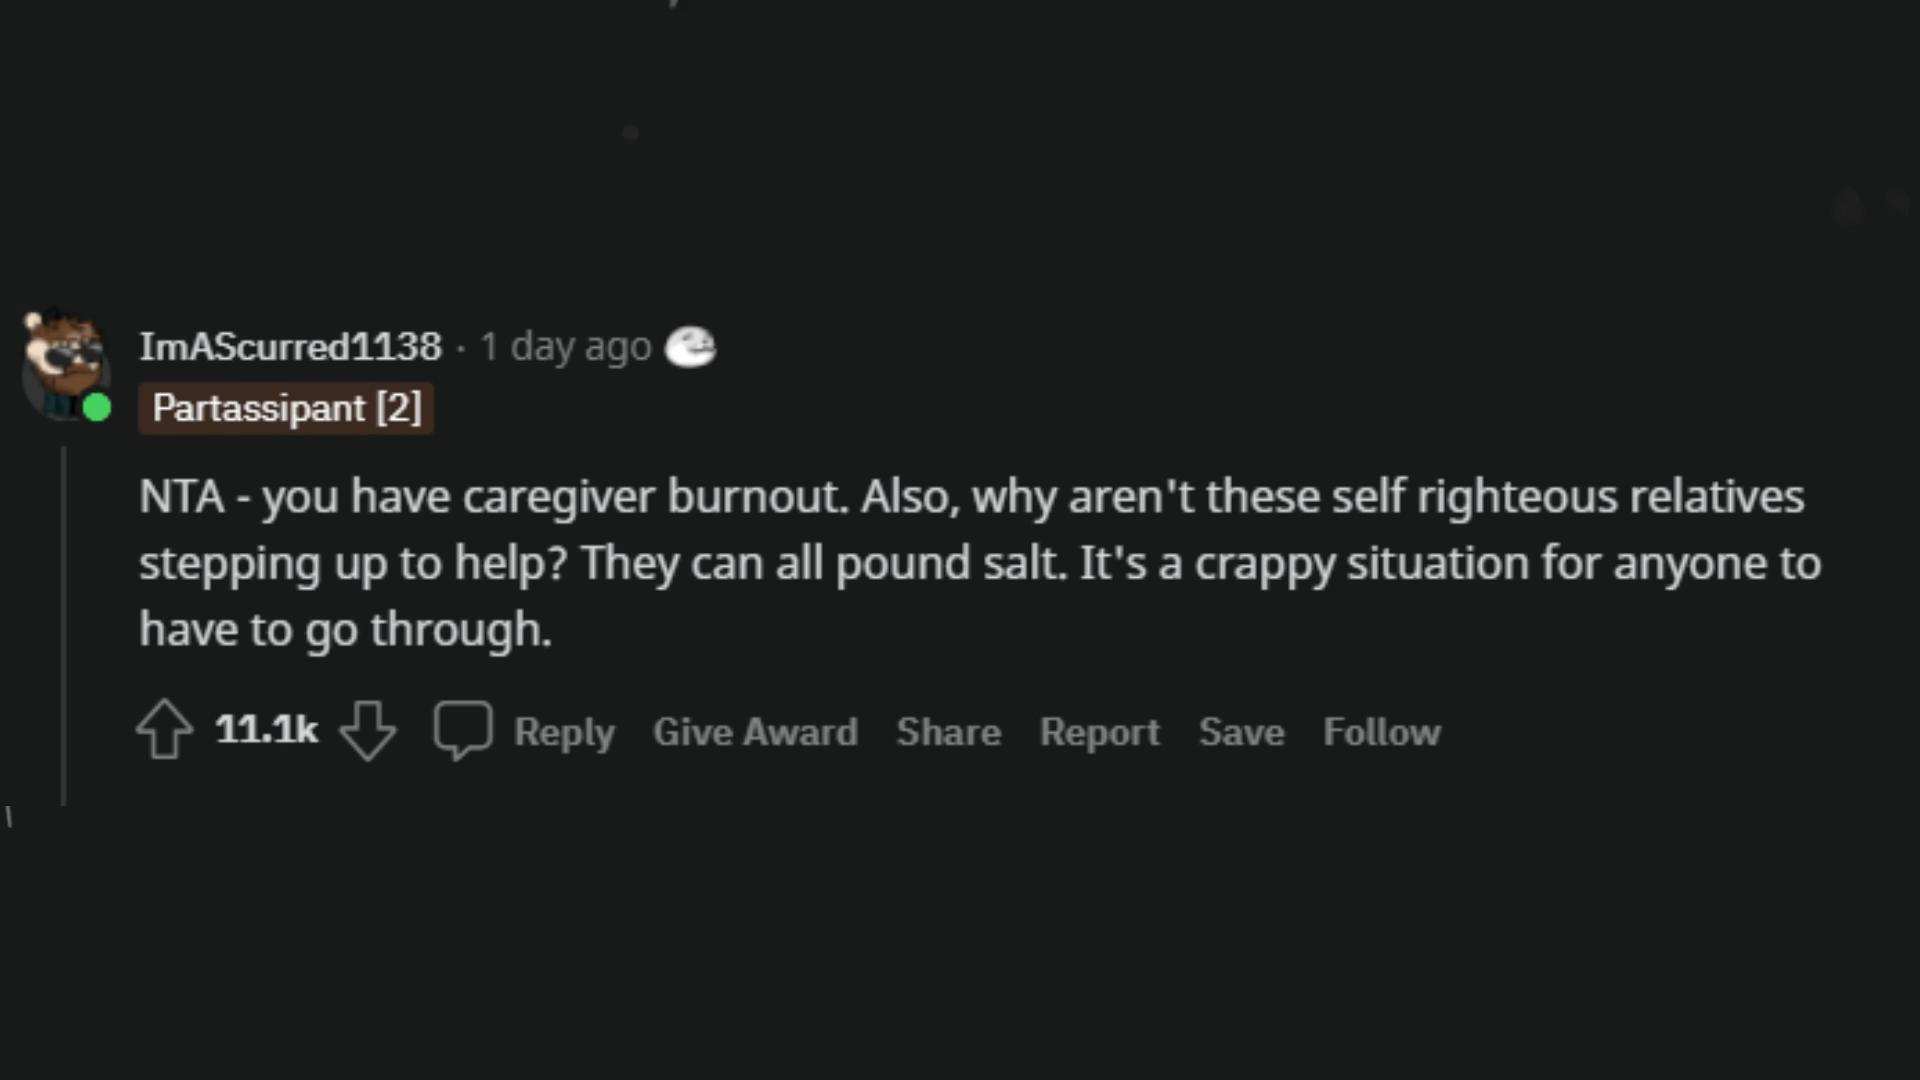 ImAScurred1138 · 1 day ago
Partassipant [2]
NTA - you have caregiver burnout. Also, why aren't these self righteous relatives
stepping up to help? They can all pound salt. It's a crappy situation for anyone to
have to go through.
11.1k Reply Give Award Share Report Save Follow